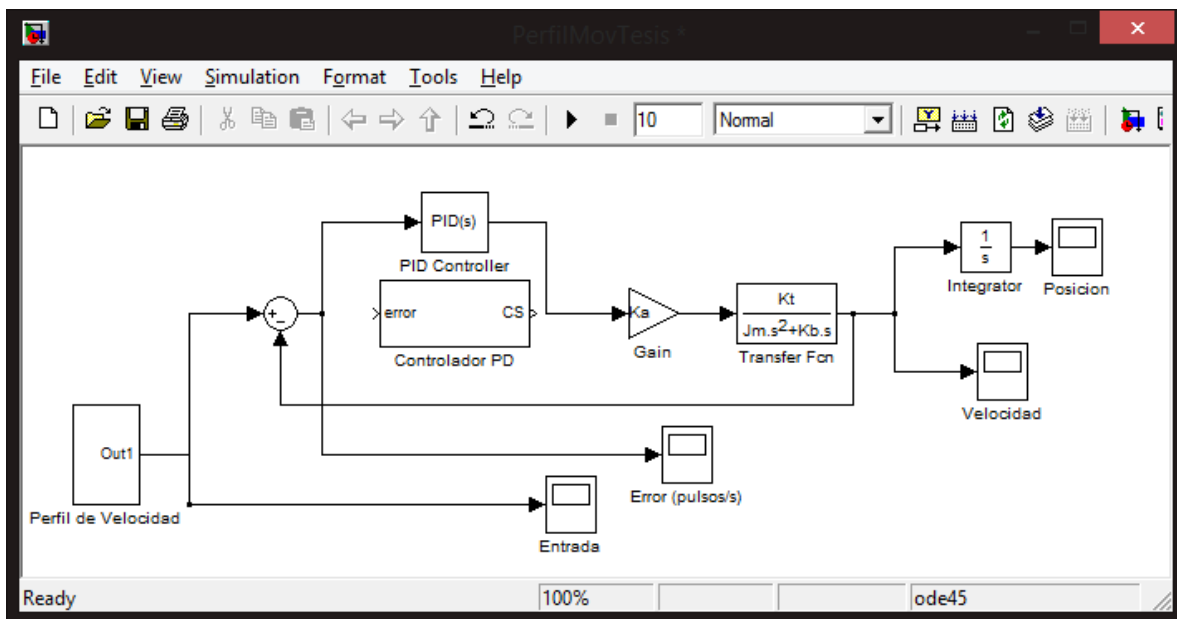 PerfilMovTesis *
File Edit View Simulation Format Tools Help
10 Normal
PID(s)
PID Controller
error CS
Controlador PD
+
-
Ka
Gain
Kt
Jm.s²+Kb.s
Transfer Fcn
1
s
Integrator
Posicion
Velocidad
Out1
Perfil de Velocidad
Error (pulsos/s)
Entrada
Ready 100% ode45